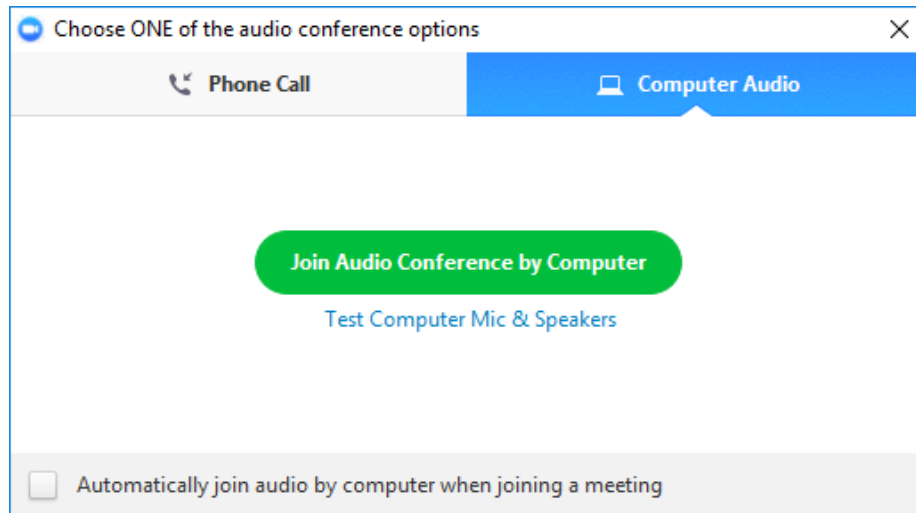 Choose ONE of the audio conference options
Phone Call
Computer Audio
Join Audio Conference by Computer
Test Computer Mic & Speakers
Automatically join audio by computer when joining a meeting